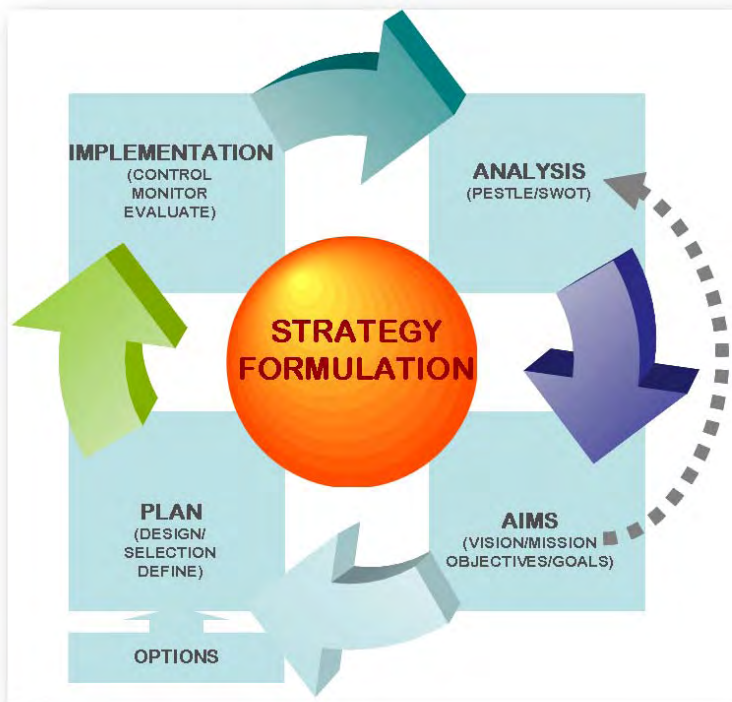 IMPLEMENTATION
(CONTROL
MONITOR
EVALUATE)
ANALYSIS
(PESTLE/SWOT)
STRATEGY
FORMULATION
PLAN
(DESIGN/
SELECTION
DEFINE)
AIMS
(VISION/MISSION
OBJECTIVES/GOALS)
OPTIONS